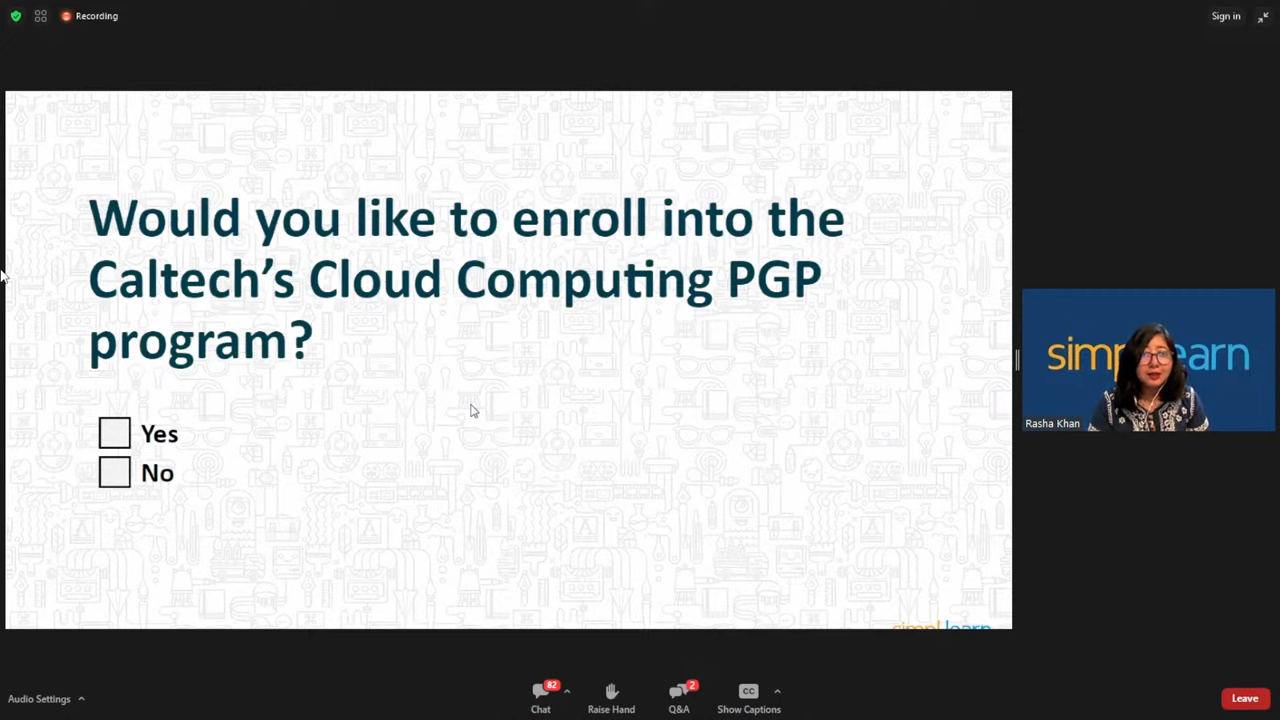 Recording
Sign in
Would you like to enroll into the
Caltech's Cloud Computing PGP
program?
Yes
No
simplilearn
Rasha Khan
Audio Settings
82
Chat
Raise Hand
2
Q&A
CC
Show Captions
Leave